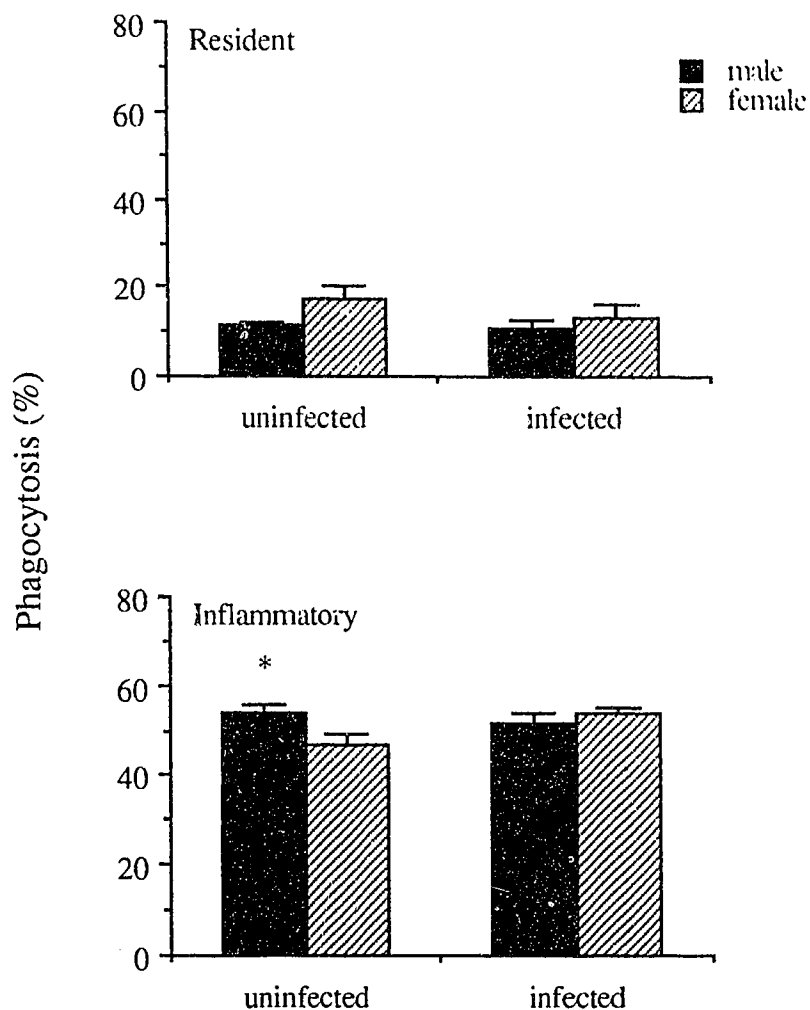 Phagocytosis (%)
Resident
male
female
80
60
40
20
0
uninfected infected
Inflammatory
*
80
60
40
20
0
uninfected infected